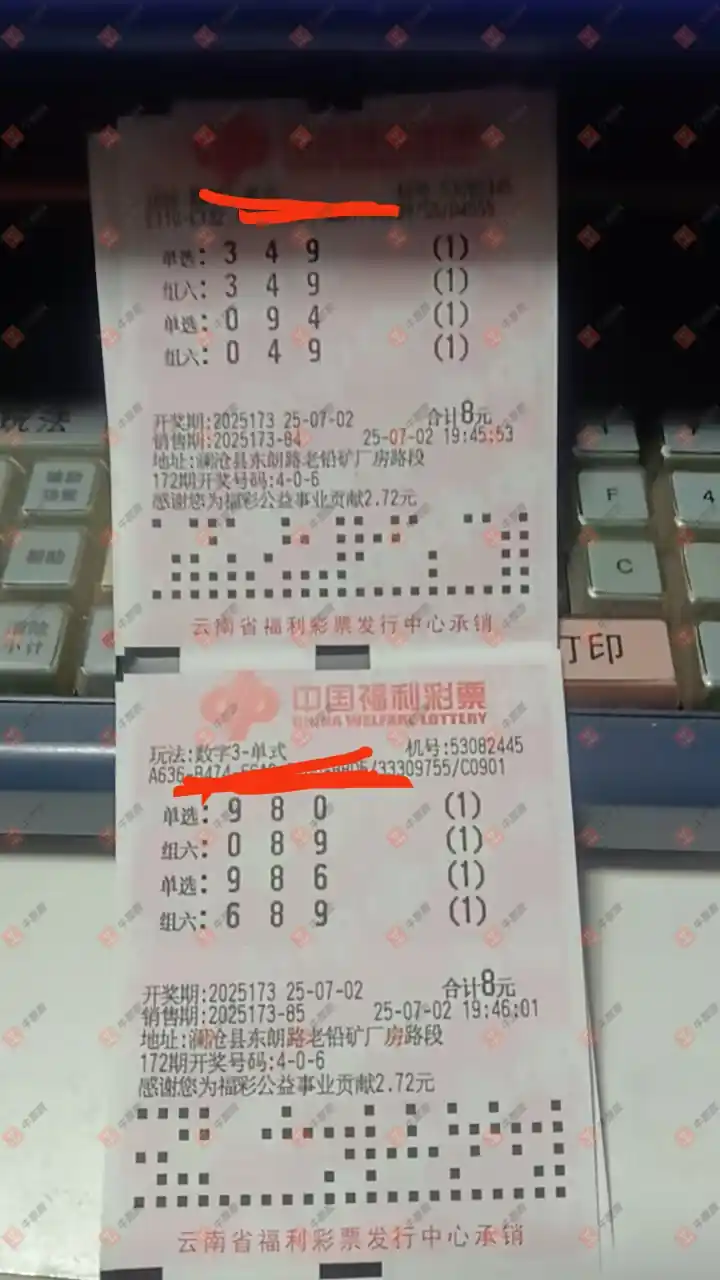 单选: 3 4 9 (1)
组六: 3 4 9 (1)
单选: 0 9 4 (1)
组六: 0 4 9 (1)
开奖期:2025173 25-07-02 合计8元
销售期:2025173-84 25-07-02 19:45:53
地址:澜沧县东朗路老铅矿厂房路段
172期开奖号码:4-0-6
感谢您为福彩公益事业贡献2.72元
云南省福利彩票发行中心承销
玩法
辅助
F
4
C
打印
小计
中国福利彩票
CHINA WELFARE LOTTERY
玩法:数字3-单式 机号:53082445
A636-B474- /33309755/C0901
单选: 9 8 0 (1)
组六: 0 8 9 (1)
单选: 9 8 6 (1)
组六: 6 8 9 (1)
开奖期:2025173 25-07-02 合计8元
销售期:2025173-85 25-07-02 19:46:01
地址:澜沧县东朗路老铅矿厂房路段
172期开奖号码:4-0-6
感谢您为福彩公益事业贡献2.72元
云南省福利彩票发行中心承销